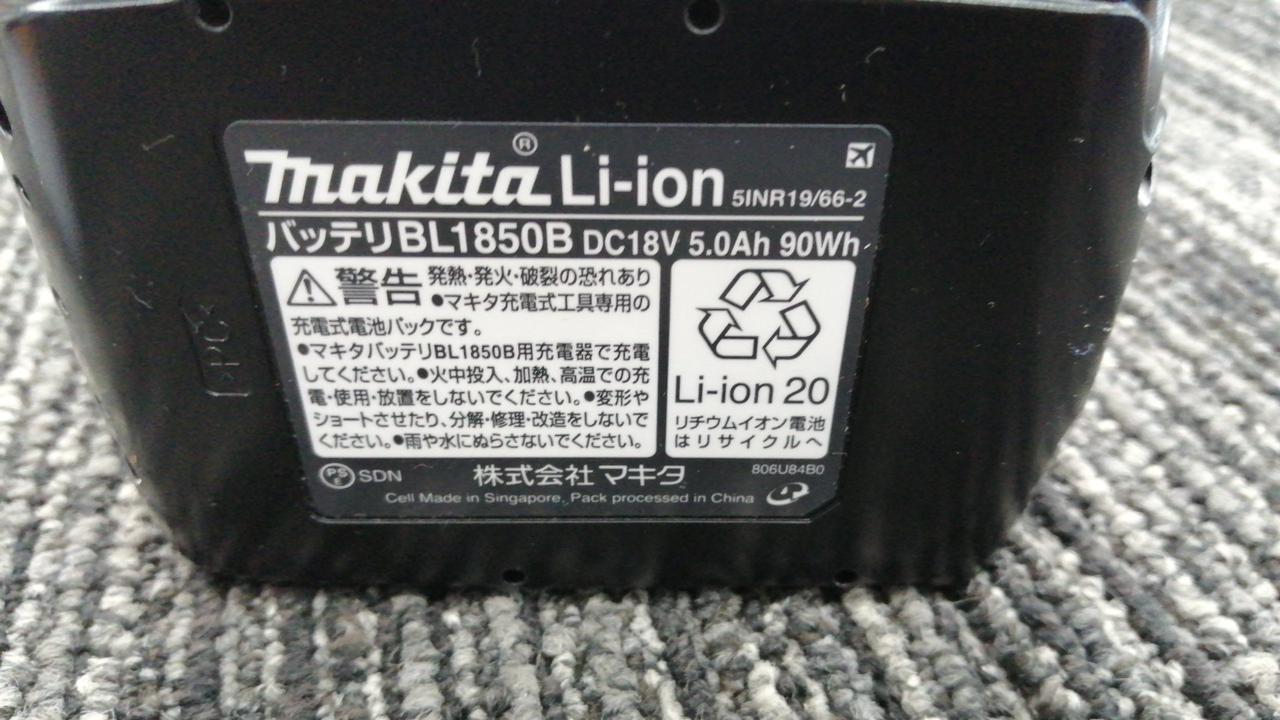 makita® Li-ion 5INR19/66-2
バッテリBL1850B DC18V 5.0Ah 90Wh
警告 発熱・発火・破裂の恐れあり
●マキタ充電式工具専用の
充電式電池パックです。
●マキタバッテリBL1850B用充電器で充電
してください。●火中投入、加熱、高温での充
電・使用・放置をしないでください。●変形や
ショートさせたり、分解・修理・改造をしないで
ください。●雨や水にぬらさないでください。
Li-ion 20
リチウムイオン電池
はリサイクルへ
PSE SDN 株式会社マキタ 806U84B0
Cell Made in Singapore, Pack processed in China